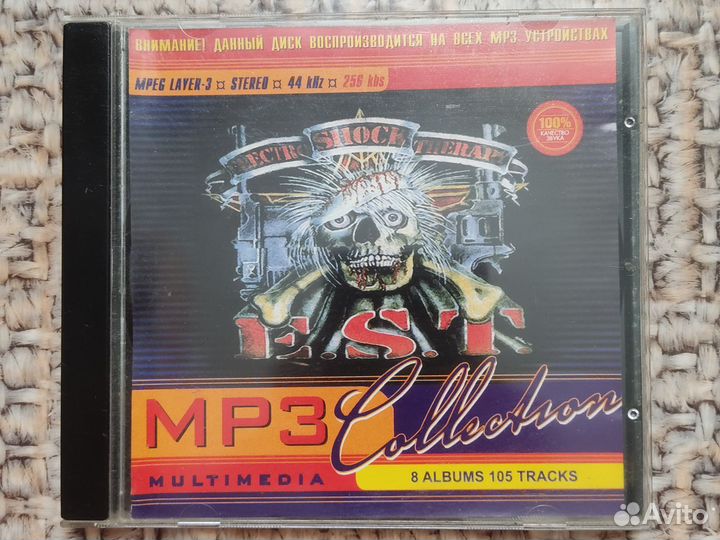 ВНИМАНИЕ! ДАННЫЙ ДИСК ВОСПРОИЗВОДИТСЯ НА ВСЕХ MP3 УСТРОЙСТВАХ
MPEG LAYER-3 ¤ STEREO ¤ 44 kHz ¤ 256 kbs
100%
КАЧЕСТВО
ЗВУКА
ELECTRO SHOCK THERAPY
E.S.T
MP3 Collection
MULTIMEDIA
8 ALBUMS 105 TRACKS
Avito